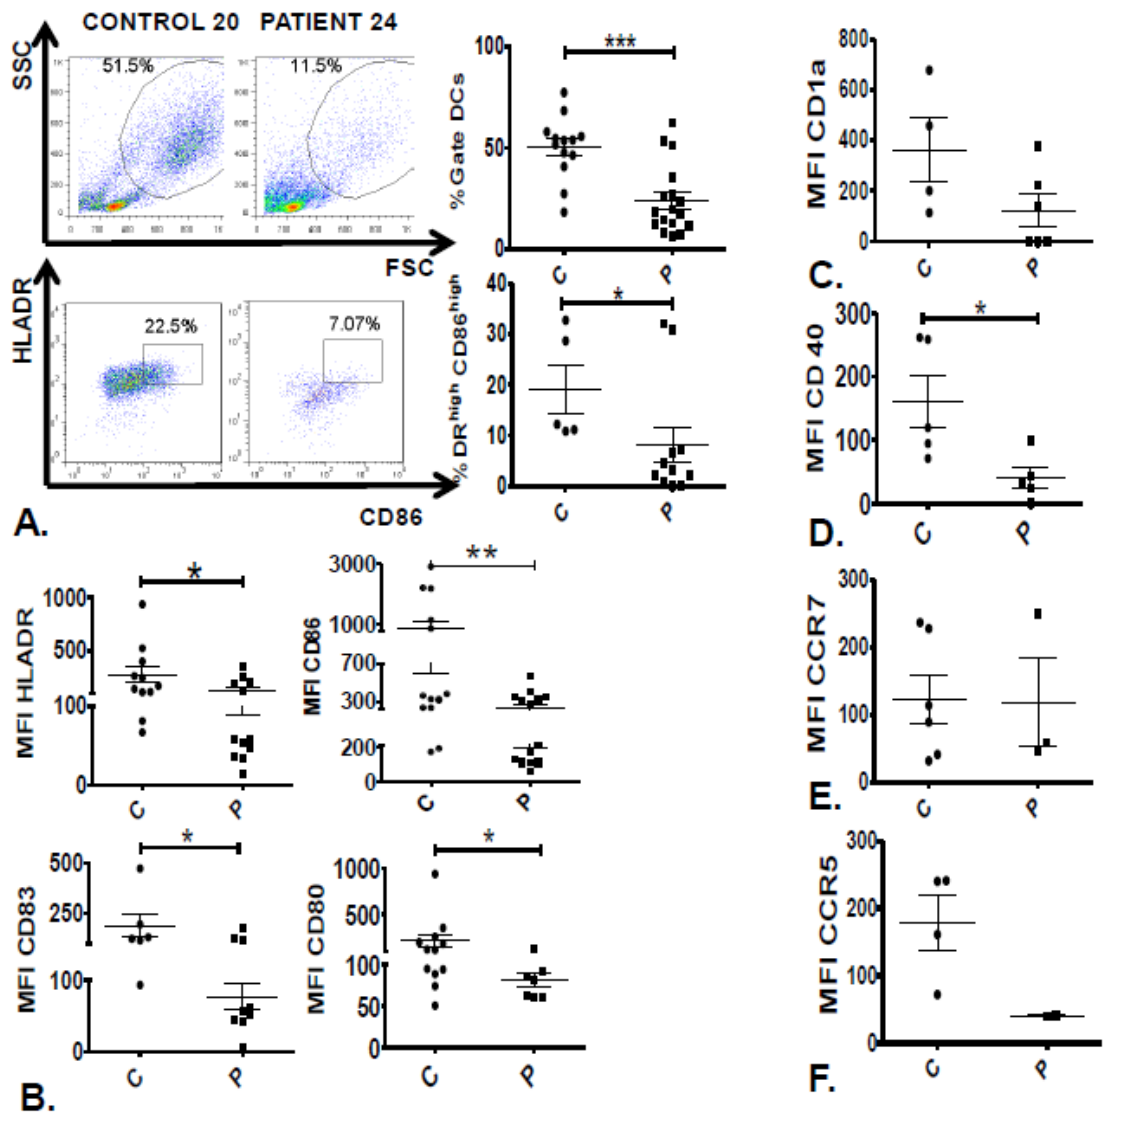 CONTROL 20 PATIENT 24
SSC
51.5%
11.5%
FSC
HLADR
22.5%
7.07%
CD86
A.
***
% Gate DCs
100
50
0
C P
*
% DRhigh CD86high
40
30
20
10
0
C P
*
MFI HLADR
1000
500
100
0
C P
**
MFI CD86
3000
1000
700
300
200
0
C P
*
MFI CD83
500
250
100
0
C P
*
MFI CD80
1000
500
100
50
0
C P
B.
MFI CD1a
800
600
400
200
0
C P
C.
*
MFI CD 40
300
200
100
0
C P
D.
MFI CCR7
300
200
100
0
C P
E.
MFI CCR5
300
200
100
0
C P
F.